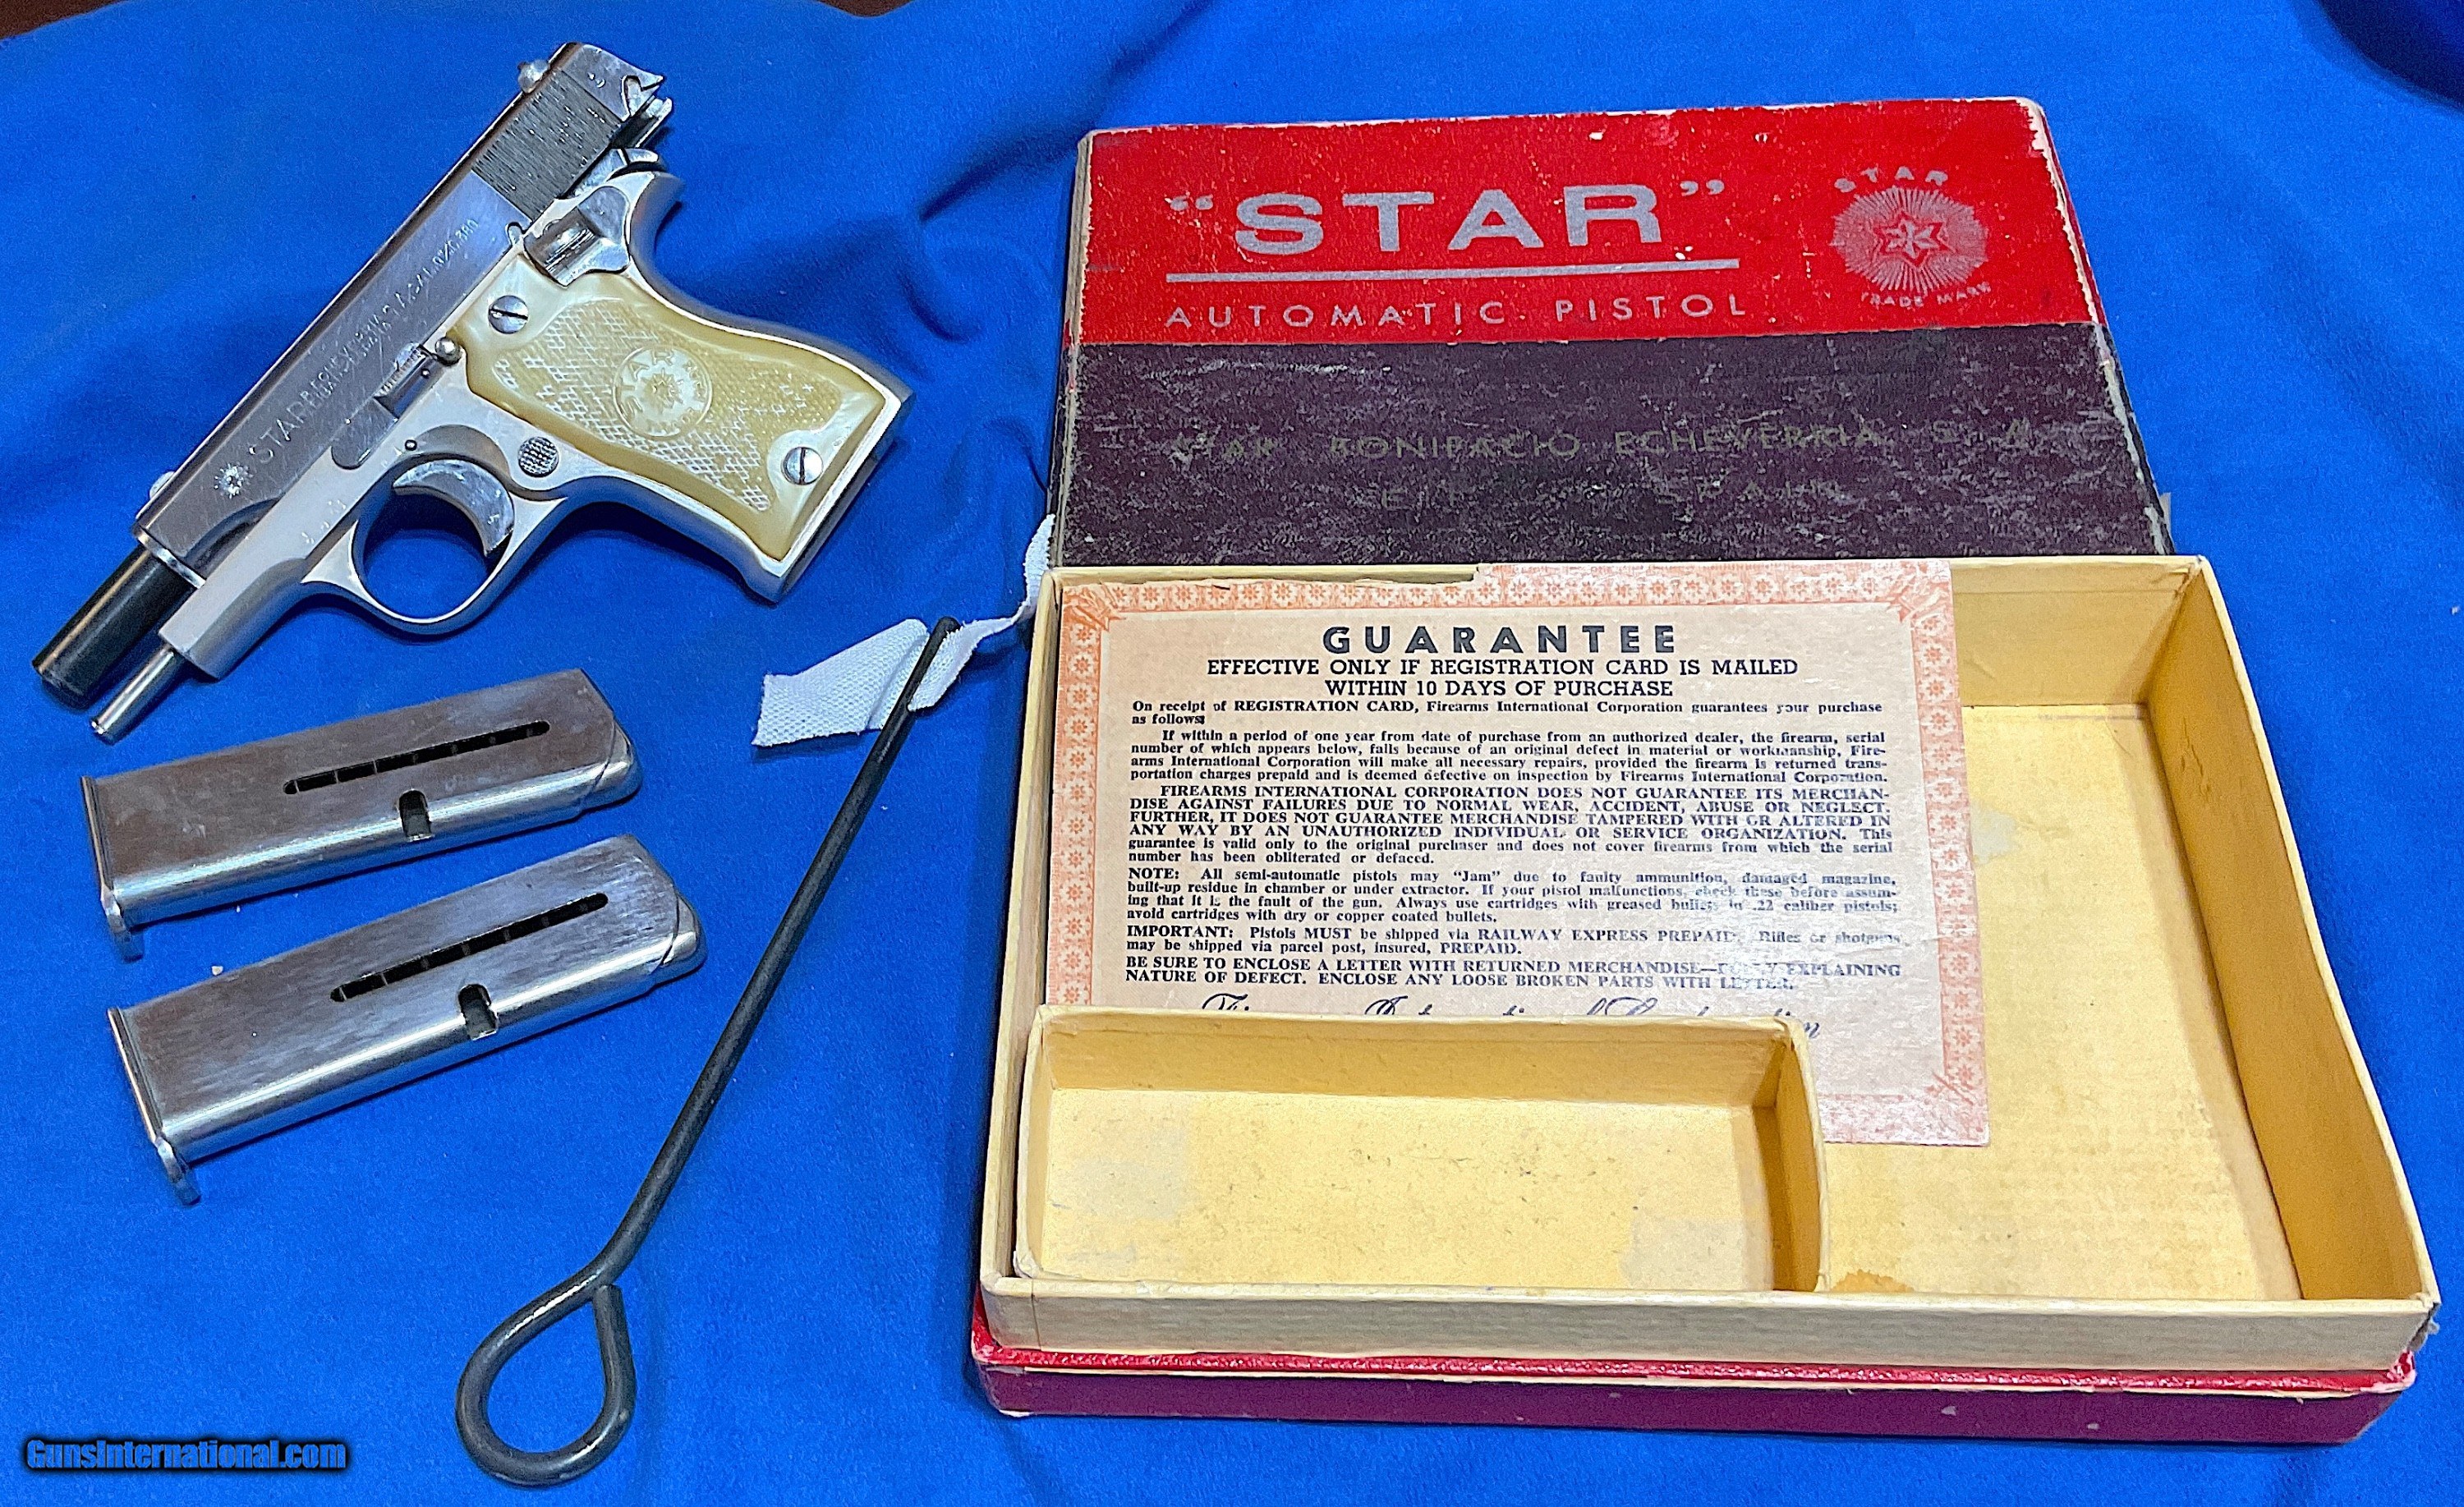 "STAR"
AUTOMATIC PISTOL
STAR
TRADE MARK
STAR BONIFACIO ECHEVERRIA S. A.
EIBAR SPAIN
STAR
CAL
380
STAR
GUARANTEE
EFFECTIVE ONLY IF REGISTRATION CARD IS MAILED
WITHIN 10 DAYS OF PURCHASE
On receipt of REGISTRATION CARD, Firearms International Corporation guarantees your purchase
as follows:
If within a period of one year from date of purchase from an authorized dealer, the firearm, serial
number of which appears below, fails because of an original defect in material or workmanship, Fire-
arms International Corporation will make all necessary repairs, provided the firearm is returned trans-
portation charges prepaid and is deemed defective on inspection by Firearms International Corporation.
FIREARMS INTERNATIONAL CORPORATION DOES NOT GUARANTEE ITS MERCHAN-
DISE AGAINST FAILURES DUE TO NORMAL WEAR, ACCIDENT, ABUSE OR NEGLECT.
FURTHER, IT DOES NOT GUARANTEE MERCHANDISE TAMPERED WITH OR ALTERED IN
ANY WAY BY AN UNAUTHORIZED INDIVIDUAL OR SERVICE ORGANIZATION. This
guarantee is valid only to the original purchaser and does not cover firearms from which the serial
number has been obliterated or defaced.
NOTE: All semi-automatic pistols may "Jam" due to faulty ammunition, damaged magazine,
built-up residue in chamber or under extractor. If your pistol malfunctions, check these before assum-
ing that it is the fault of the gun. Always use cartridges with greased bullets in .22 caliber pistols;
avoid cartridges with dry or copper coated bullets.
IMPORTANT: Pistols MUST be shipped via RAILWAY EXPRESS PREPAID. Rifles or shotguns
may be shipped via parcel post, insured, PREPAID.
BE SURE TO ENCLOSE A LETTER WITH RETURNED MERCHANDISE—FULLY EXPLAINING
NATURE OF DEFECT. ENCLOSE ANY LOOSE BROKEN PARTS WITH LETTER.
GunsInternational.com